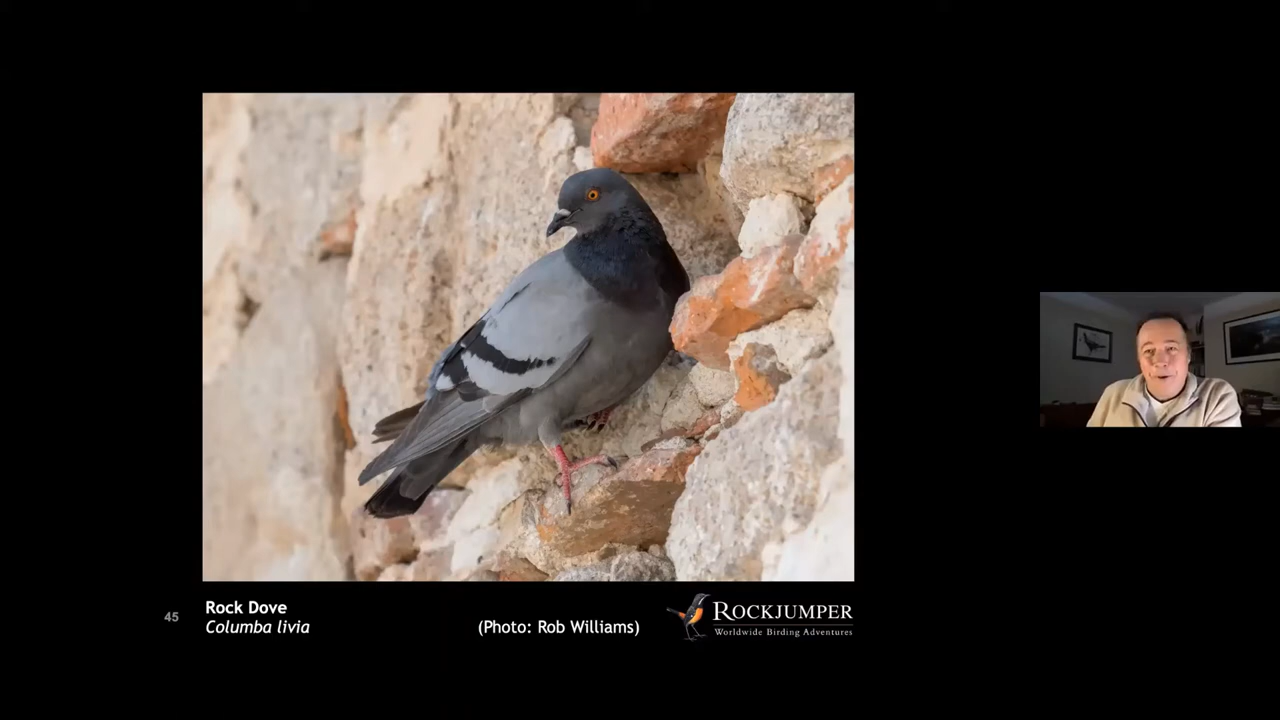 45
Rock Dove
Columba livia
(Photo: Rob Williams)
ROCKJUMPER
Worldwide Birding Adventures